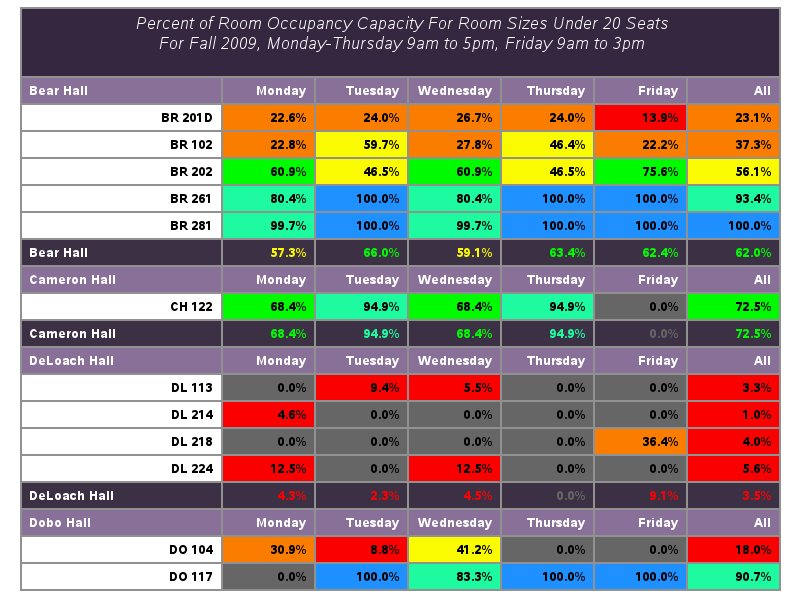 Percent of Room Occupancy Capacity For Room Sizes Under 20 Seats
For Fall 2009, Monday-Thursday 9am to 5pm, Friday 9am to 3pm
Bear Hall Monday Tuesday Wednesday Thursday Friday All
BR 201D 22.6% 24.0% 26.7% 24.0% 13.9% 23.1%
BR 102 22.8% 59.7% 27.8% 46.4% 22.2% 37.3%
BR 202 60.9% 46.5% 60.9% 46.5% 75.6% 56.1%
BR 261 80.4% 100.0% 80.4% 100.0% 100.0% 93.4%
BR 281 99.7% 100.0% 99.7% 100.0% 100.0% 100.0%
Bear Hall 57.3% 66.0% 59.1% 63.4% 62.4% 62.0%
Cameron Hall Monday Tuesday Wednesday Thursday Friday All
CH 122 68.4% 94.9% 68.4% 94.9% 0.0% 72.5%
Cameron Hall 68.4% 94.9% 68.4% 94.9% 0.0% 72.5%
DeLoach Hall Monday Tuesday Wednesday Thursday Friday All
DL 113 0.0% 9.4% 5.5% 0.0% 0.0% 3.3%
DL 214 4.6% 0.0% 0.0% 0.0% 0.0% 1.0%
DL 218 0.0% 0.0% 0.0% 0.0% 36.4% 4.0%
DL 224 12.5% 0.0% 12.5% 0.0% 0.0% 5.6%
DeLoach Hall 4.3% 2.3% 4.5% 0.0% 9.1% 3.5%
Dobo Hall Monday Tuesday Wednesday Thursday Friday All
DO 104 30.9% 8.8% 41.2% 0.0% 0.0% 18.0%
DO 117 0.0% 100.0% 83.3% 100.0% 100.0% 90.7%